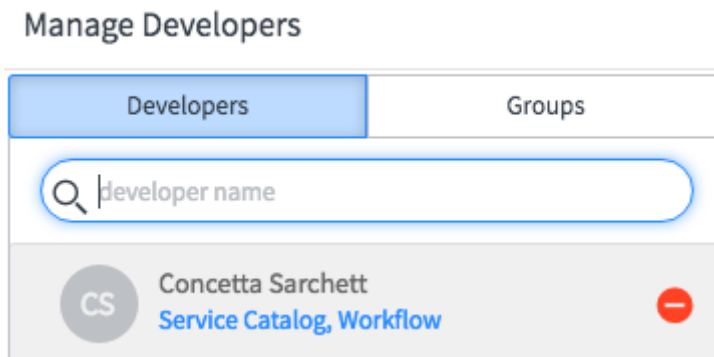 Manage Developers
Developers
Groups
developer name
CS
Concetta Sarchett
Service Catalog, Workflow